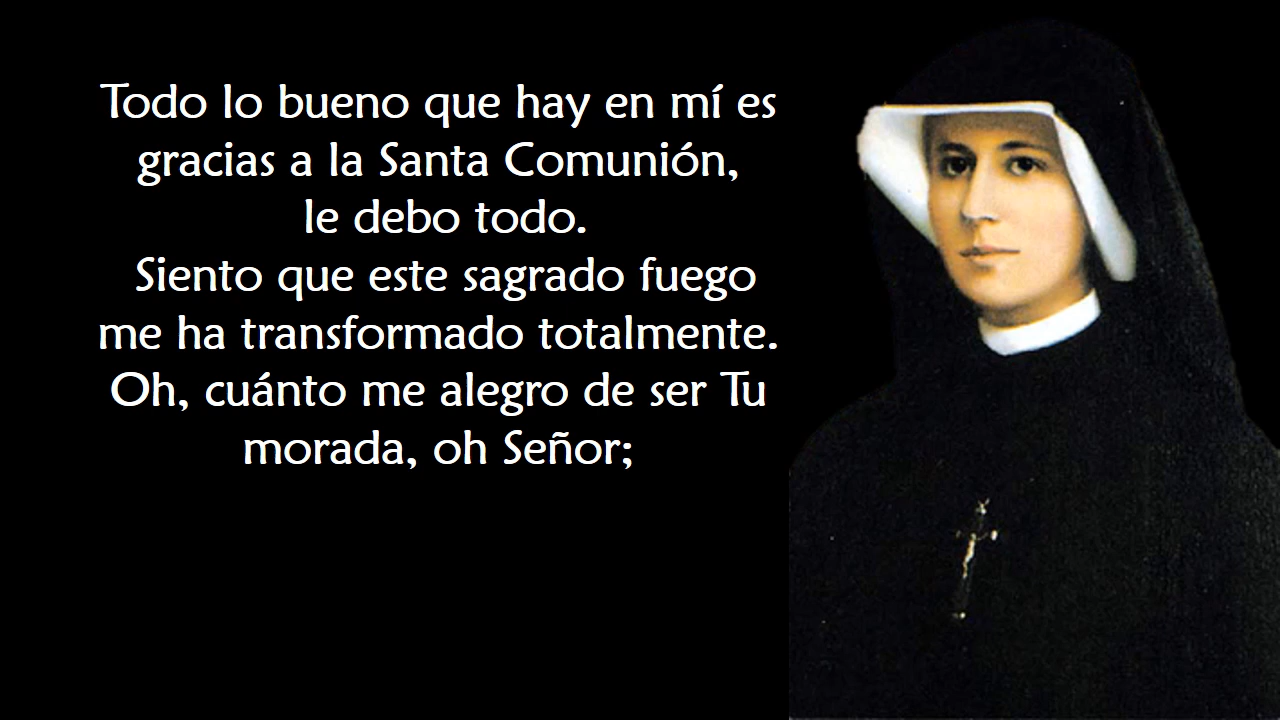 Todo lo bueno que hay en mí es
gracias a la Santa Comunión,
le debo todo.
Siento que este sagrado fuego
me ha transformado totalmente.
Oh, cuánto me alegro de ser Tu
morada, oh Señor;